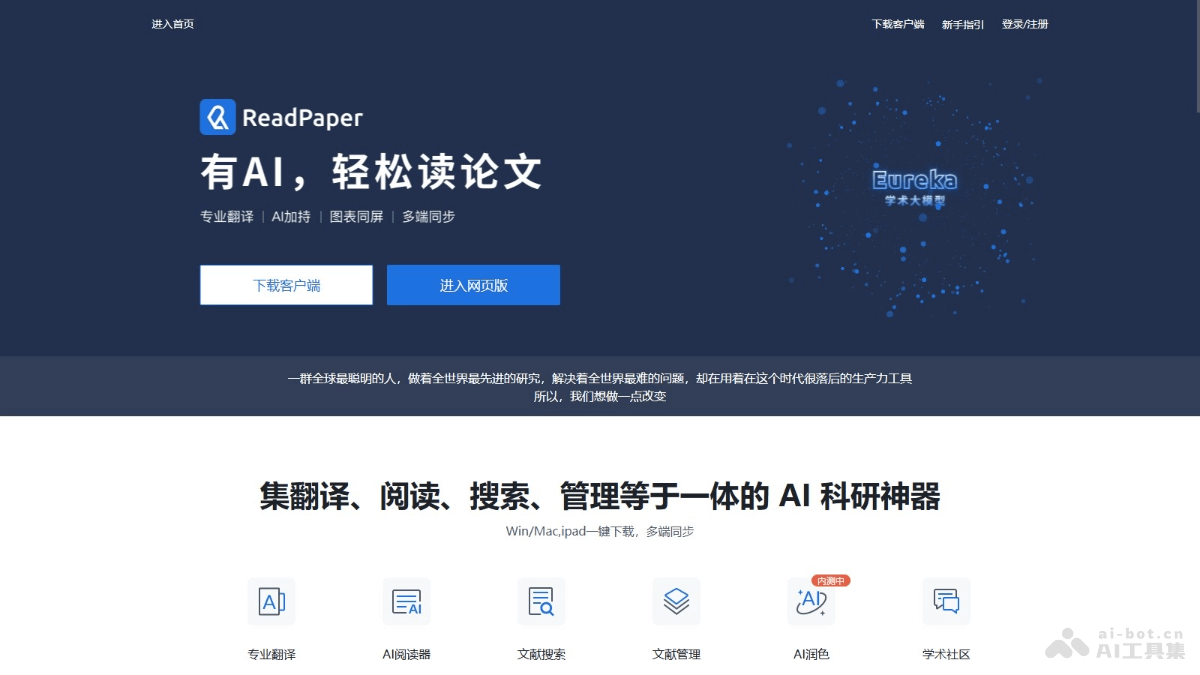 进入首页
下载客户端 新手指引 登录/注册
ReadPaper
有AI，轻松读论文
专业翻译 | AI加持 | 图表同屏 | 多端同步
Eureka
学术大模型
下载客户端 进入网页版
一群全球最聪明的人，做着全世界最先进的研究，解决着全世界最难的问题，却在用着在这个时代很落后的生产力工具
所以，我们想做一点改变
集翻译、阅读、搜索、管理等于一体的 AI 科研神器
Win/Mac,ipad一键下载，多端同步
A AI AI 内测中
专业翻译 AI阅读器 文献搜索 文献管理 AI润色 学术社区
ai-bot.cn
AI工具集